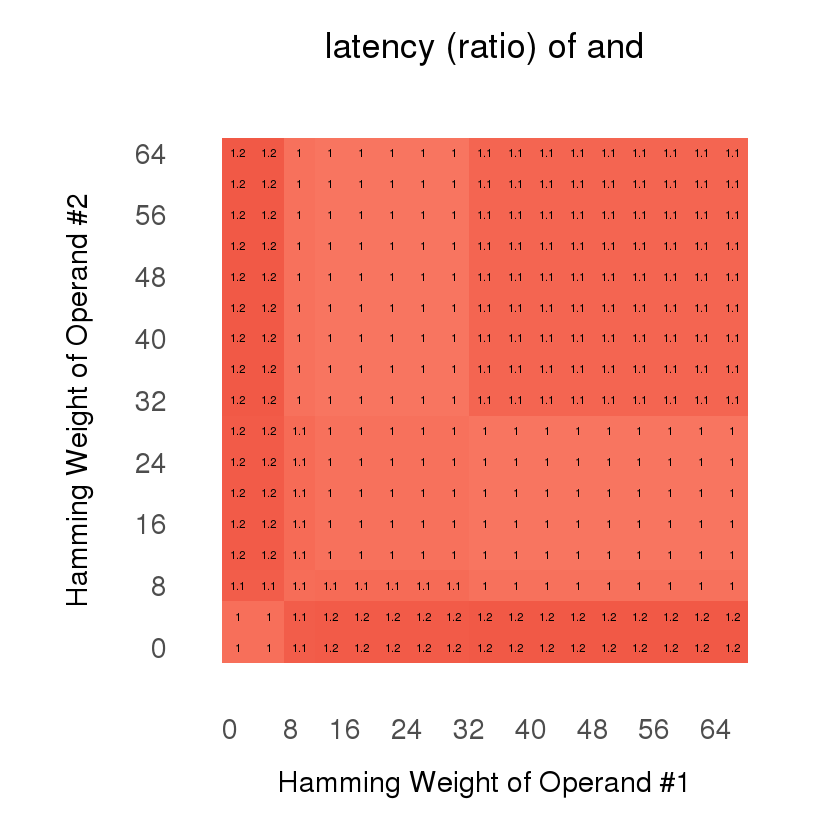 latency (ratio) of and
Hamming Weight of Operand #2
64 1.2 1.2 1 1 1 1 1 1 1.1 1.1 1.1 1.1 1.1 1.1 1.1 1.1 1.1
1.2 1.2 1 1 1 1 1 1 1.1 1.1 1.1 1.1 1.1 1.1 1.1 1.1 1.1
56 1.2 1.2 1 1 1 1 1 1 1.1 1.1 1.1 1.1 1.1 1.1 1.1 1.1 1.1
1.2 1.2 1 1 1 1 1 1 1.1 1.1 1.1 1.1 1.1 1.1 1.1 1.1 1.1
48 1.2 1.2 1 1 1 1 1 1 1.1 1.1 1.1 1.1 1.1 1.1 1.1 1.1 1.1
1.2 1.2 1 1 1 1 1 1 1.1 1.1 1.1 1.1 1.1 1.1 1.1 1.1 1.1
40 1.2 1.2 1 1 1 1 1 1 1.1 1.1 1.1 1.1 1.1 1.1 1.1 1.1 1.1
1.2 1.2 1 1 1 1 1 1 1.1 1.1 1.1 1.1 1.1 1.1 1.1 1.1 1.1
32 1.2 1.2 1 1 1 1 1 1 1.1 1.1 1.1 1.1 1.1 1.1 1.1 1.1 1.1
1.2 1.2 1.1 1 1 1 1 1 1 1 1 1 1 1 1 1 1
24 1.2 1.2 1.1 1 1 1 1 1 1 1 1 1 1 1 1 1 1
1.2 1.2 1.1 1 1 1 1 1 1 1 1 1 1 1 1 1 1
16 1.2 1.2 1.1 1 1 1 1 1 1 1 1 1 1 1 1 1 1
1.2 1.2 1.1 1 1 1 1 1 1 1 1 1 1 1 1 1 1
8 1.1 1.1 1.1 1.1 1.1 1.1 1.1 1.1 1 1 1 1 1 1 1 1 1
1 1 1.1 1.2 1.2 1.2 1.2 1.2 1.2 1.2 1.2 1.2 1.2 1.2 1.2 1.2 1.2
0 1 1 1.1 1.2 1.2 1.2 1.2 1.2 1.2 1.2 1.2 1.2 1.2 1.2 1.2 1.2 1.2
0 8 16 24 32 40 48 56 64
Hamming Weight of Operand #1